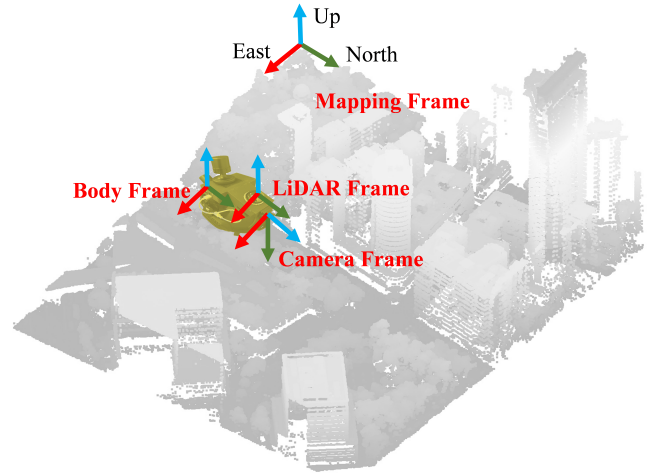 Up
East
North
Mapping Frame
Body Frame
LiDAR Frame
Camera Frame